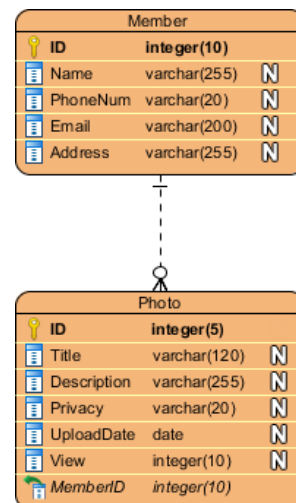 Member
ID integer(10)
Name varchar(255) N
PhoneNum varchar(20) N
Email varchar(200) N
Address varchar(255) N
Photo
ID integer(5)
Title varchar(120) N
Description varchar(255) N
Privacy varchar(20) N
UploadDate date N
View integer(10) N
MemberID integer(10)